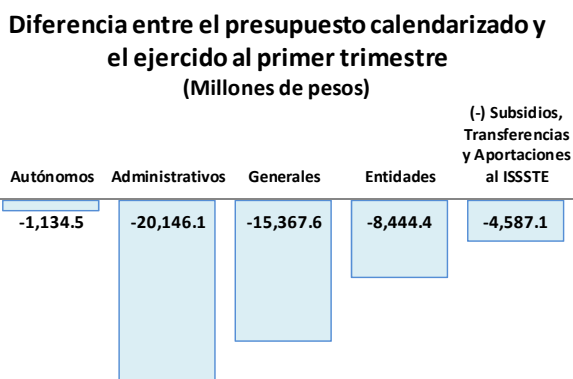 Diferencia entre el presupuesto calendarizado y
el ejercido al primer trimestre
(Millones de pesos)
Autónomos
Administrativos
Generales
Entidades
(-) Subsidios,
Transferencias
y Aportaciones
al ISSSTE
-1,134.5
-20,146.1
-15,367.6
-8,444.4
-4,587.1